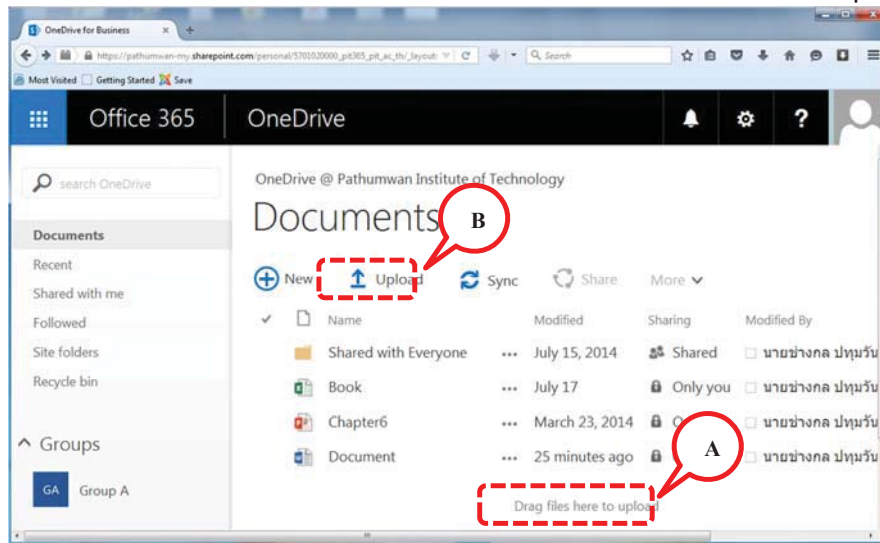 OneDrive for Business
https://pathumwan-my.sharepoint.com/personal/5701020000_pit365_pit_ac_th/_layout
Search
Most Visited Getting Started Save
Office 365 OneDrive ?
search OneDrive
Documents
Recent
Shared with me
Followed
Site folders
Recycle bin
Groups
GA Group A
OneDrive @ Pathumwan Institute of Technology
Documents
B
New Upload Sync Share More
Name Modified Sharing Modified By
Shared with Everyone ... July 15, 2014 Shared นายช่างกล ปทุมวัน
Book ... July 17 Only you นายช่างกล ปทุมวัน
Chapter6 ... March 23, 2014 นายช่างกล ปทุมวัน
Document ... 25 minutes ago นายช่างกล ปทุมวัน
A
Drag files here to upload